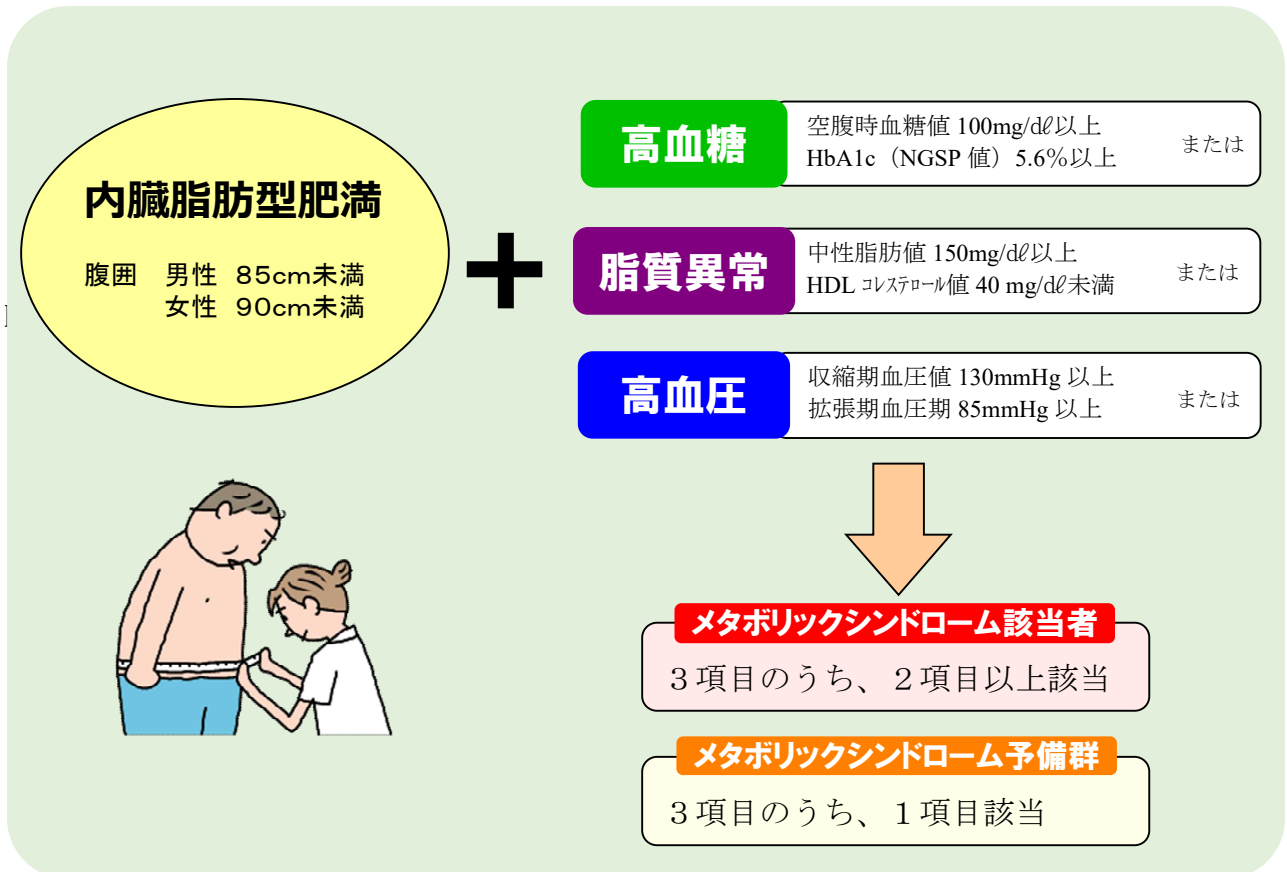 内臓脂肪型肥満
腹囲 男性 85cm未満
女性 90cm未満
高血糖
空腹時血糖値 100mg/dℓ以上
HbA1c（NGSP 値）5.6％以上
または
脂質異常
中性脂肪値 150mg/dℓ以上
HDL ｺﾚｽﾃﾛｰﾙ値 40 mg/dℓ未満
または
高血圧
収縮期血圧値 130mmHg 以上
拡張期血圧期 85mmHg 以上
または
メタボリックシンドローム該当者
３項目のうち、２項目以上該当
メタボリックシンドローム予備群
３項目のうち、１項目該当